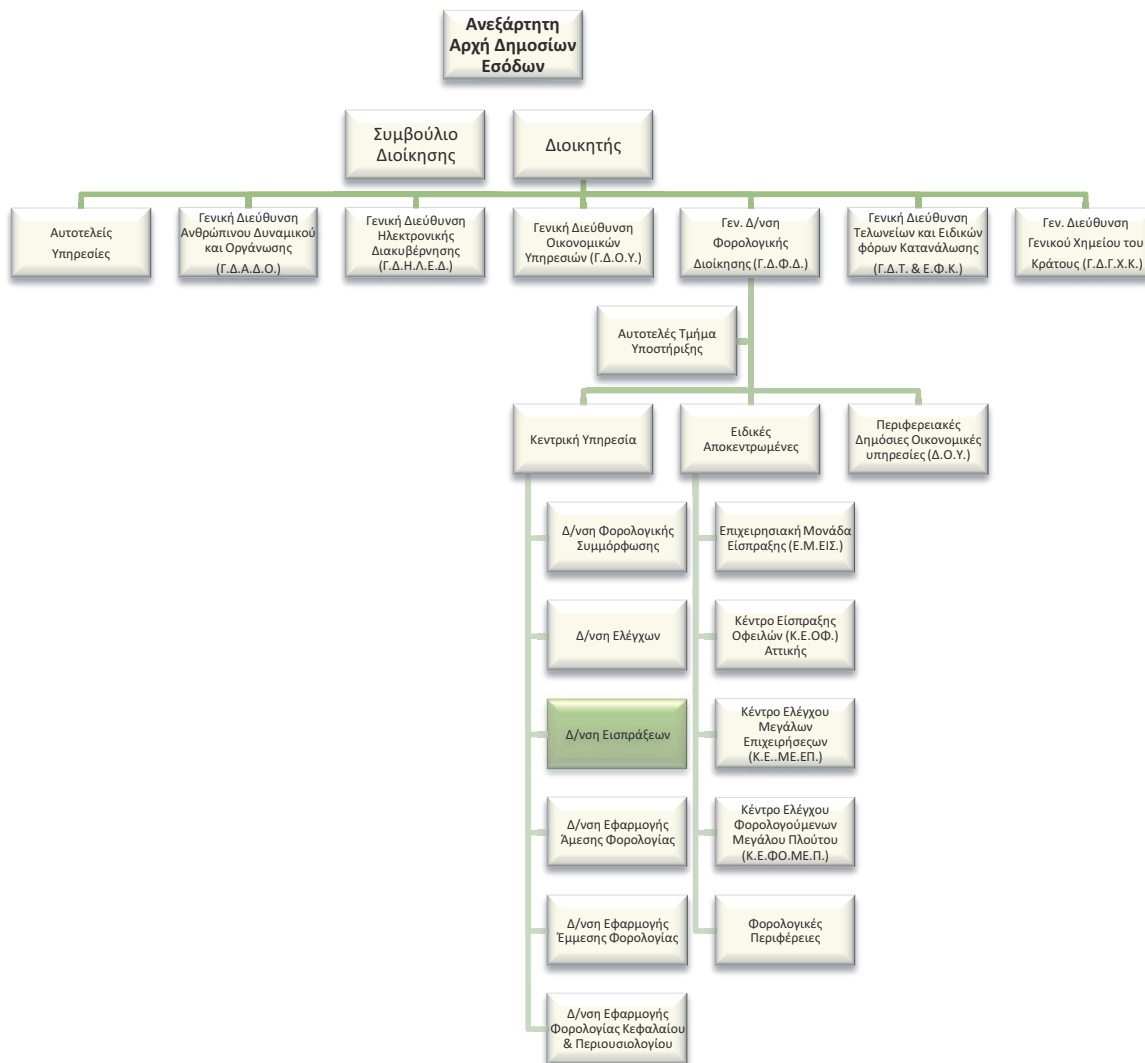 Ανεξάρτητη
Αρχή Δημοσίων
Εσόδων
Συμβούλιο
Διοίκησης
Διοικητής
Αυτοτελείς
Υπηρεσίες
Γενική Διεύθυνση
Ανθρώπινου Δυναμικού
και Οργάνωσης
(Γ.Δ.Α.Δ.Ο.)
Γενική Διεύθυνση
Ηλεκτρονικής
Διακυβέρνησης
(Γ.Δ.Η.Λ.Ε.Δ.)
Γενική Διεύθυνση
Οικονομικών
Υπηρεσιών (Γ.Δ.Ο.Υ.)
Γεν. Δ/νση
Φορολογικής
Διοίκησης (Γ.Δ.Φ.Δ.)
Γενική Διεύθυνση
Τελωνείων και Ειδικών
φόρων Κατανάλωσης
(Γ.Δ.Τ. & Ε.Φ.Κ.)
Γεν. Διεύθυνση
Γενικού Χημείου του
Κράτους (Γ.Δ.Γ.Χ.Κ.)
Αυτοτελές Τμήμα
Υποστήριξης
Κεντρική Υπηρεσία
Ειδικές
Αποκεντρωμένες
Περιφερειακές
Δημόσιες Οικονομικές
υπηρεσίες (Δ.Ο.Υ.)
Δ/νση Φορολογικής
Συμμόρφωσης
Δ/νση Ελέγχων
Δ/νση Εισπράξεων
Δ/νση Εφαρμογής
Άμεσης Φορολογίας
Δ/νση Εφαρμογής
Έμμεσης Φορολογίας
Δ/νση Εφαρμογής
Φορολογίας Κεφαλαίου
& Περιουσιολογίου
Επιχειρησιακή Μονάδα
Είσπραξης (Ε.Μ.ΕΙΣ.)
Κέντρο Είσπραξης
Οφειλών (Κ.Ε.ΟΦ.)
Αττικής
Κέντρο Ελέγχου
Μεγάλων
Επιχειρήσεςων
(Κ.Ε..ΜΕ.ΕΠ.)
Κέντρο Ελέγχου
Φορολογούμενων
Μεγάλου Πλούτου
(Κ.Ε.ΦΟ.ΜΕ.Π.)
Φορολογικές
Περιφέρειες